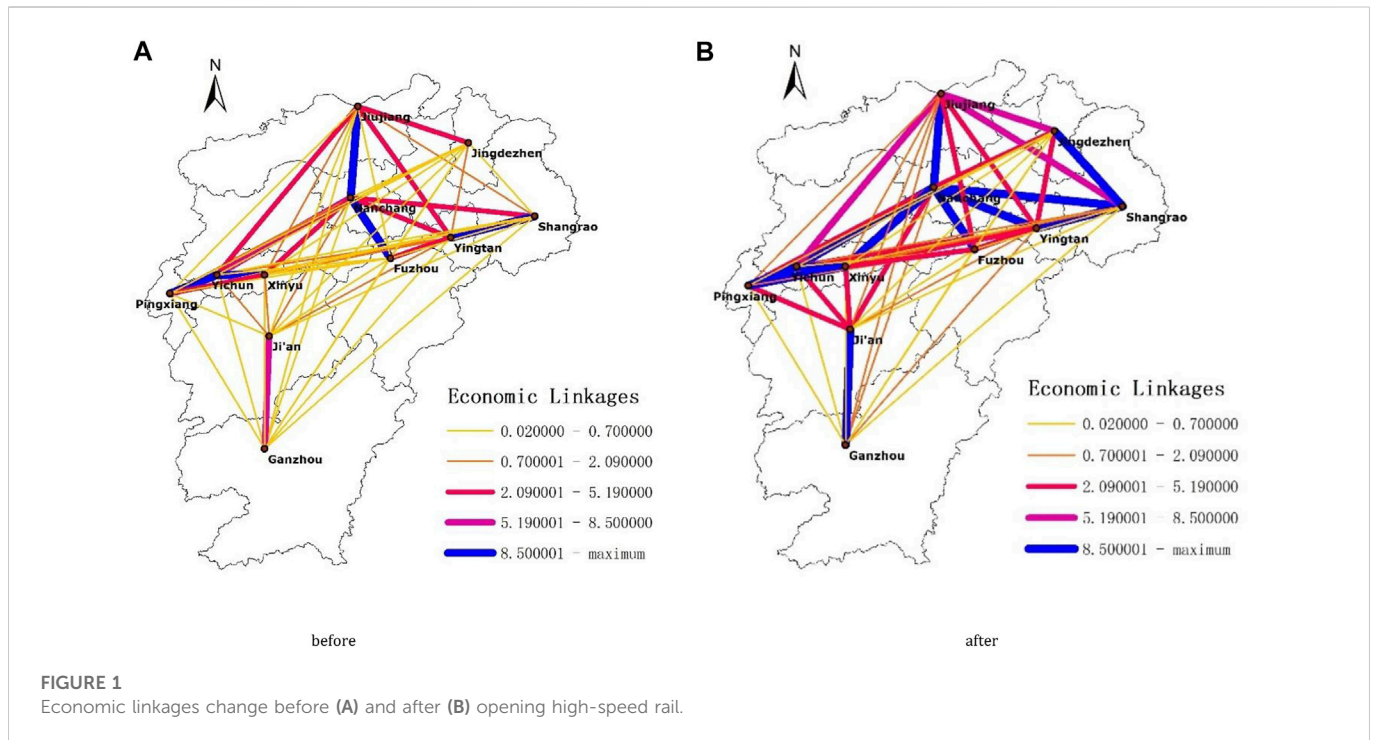 A
B
N
N
Jiujiang
Jingdezhen
Nanchang
Shangrao
Yingtan
Fuzhou
Yichun
Xinyu
Pingxiang
Ji'an
Ganzhou
Economic Linkages
0.020000 - 0.700000
0.700001 - 2.090000
2.090001 - 5.190000
5.190001 - 8.500000
8.500001 - maximum
before
Jiujiang
Jingdezhen
Nanchang
Shangrao
Yingtan
Fuzhou
Yichun
Xinyu
Pingxiang
Ji'an
Ganzhou
Economic Linkages
0.020000 - 0.700000
0.700001 - 2.090000
2.090001 - 5.190000
5.190001 - 8.500000
8.500001 - maximum
after
FIGURE 1
Economic linkages change before (A) and after (B) opening high-speed rail.